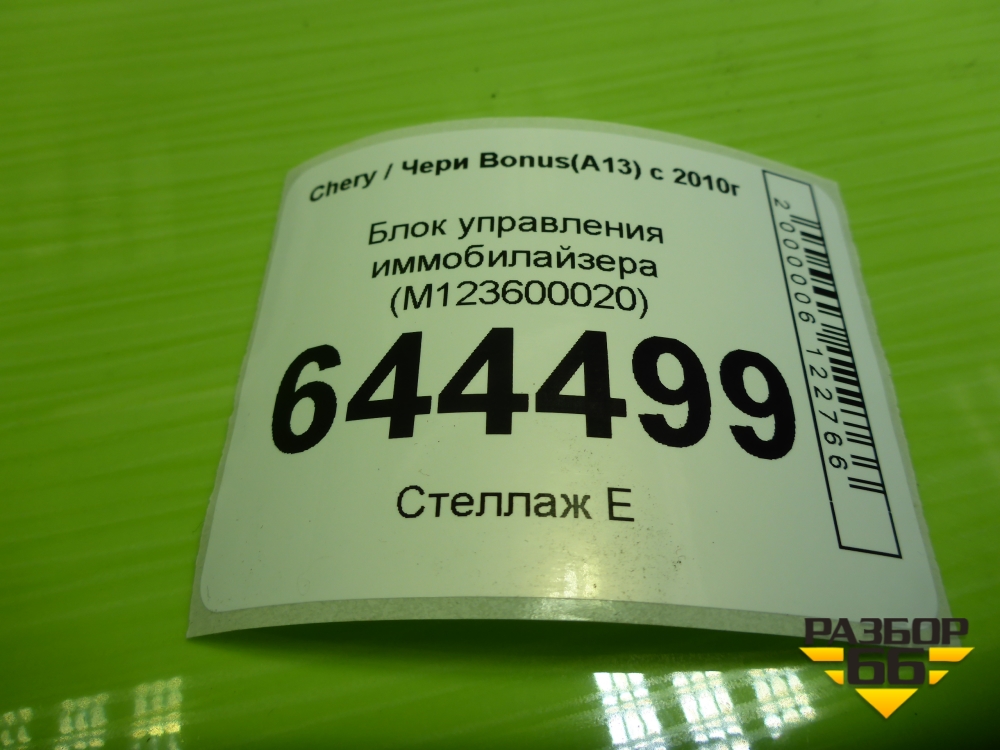 Chery / Чери Bonus(A13) с 2010г
Блок управления
иммобилайзера
(M123600020)
644499
Стеллаж E
2000006122766
РАЗБОР
66